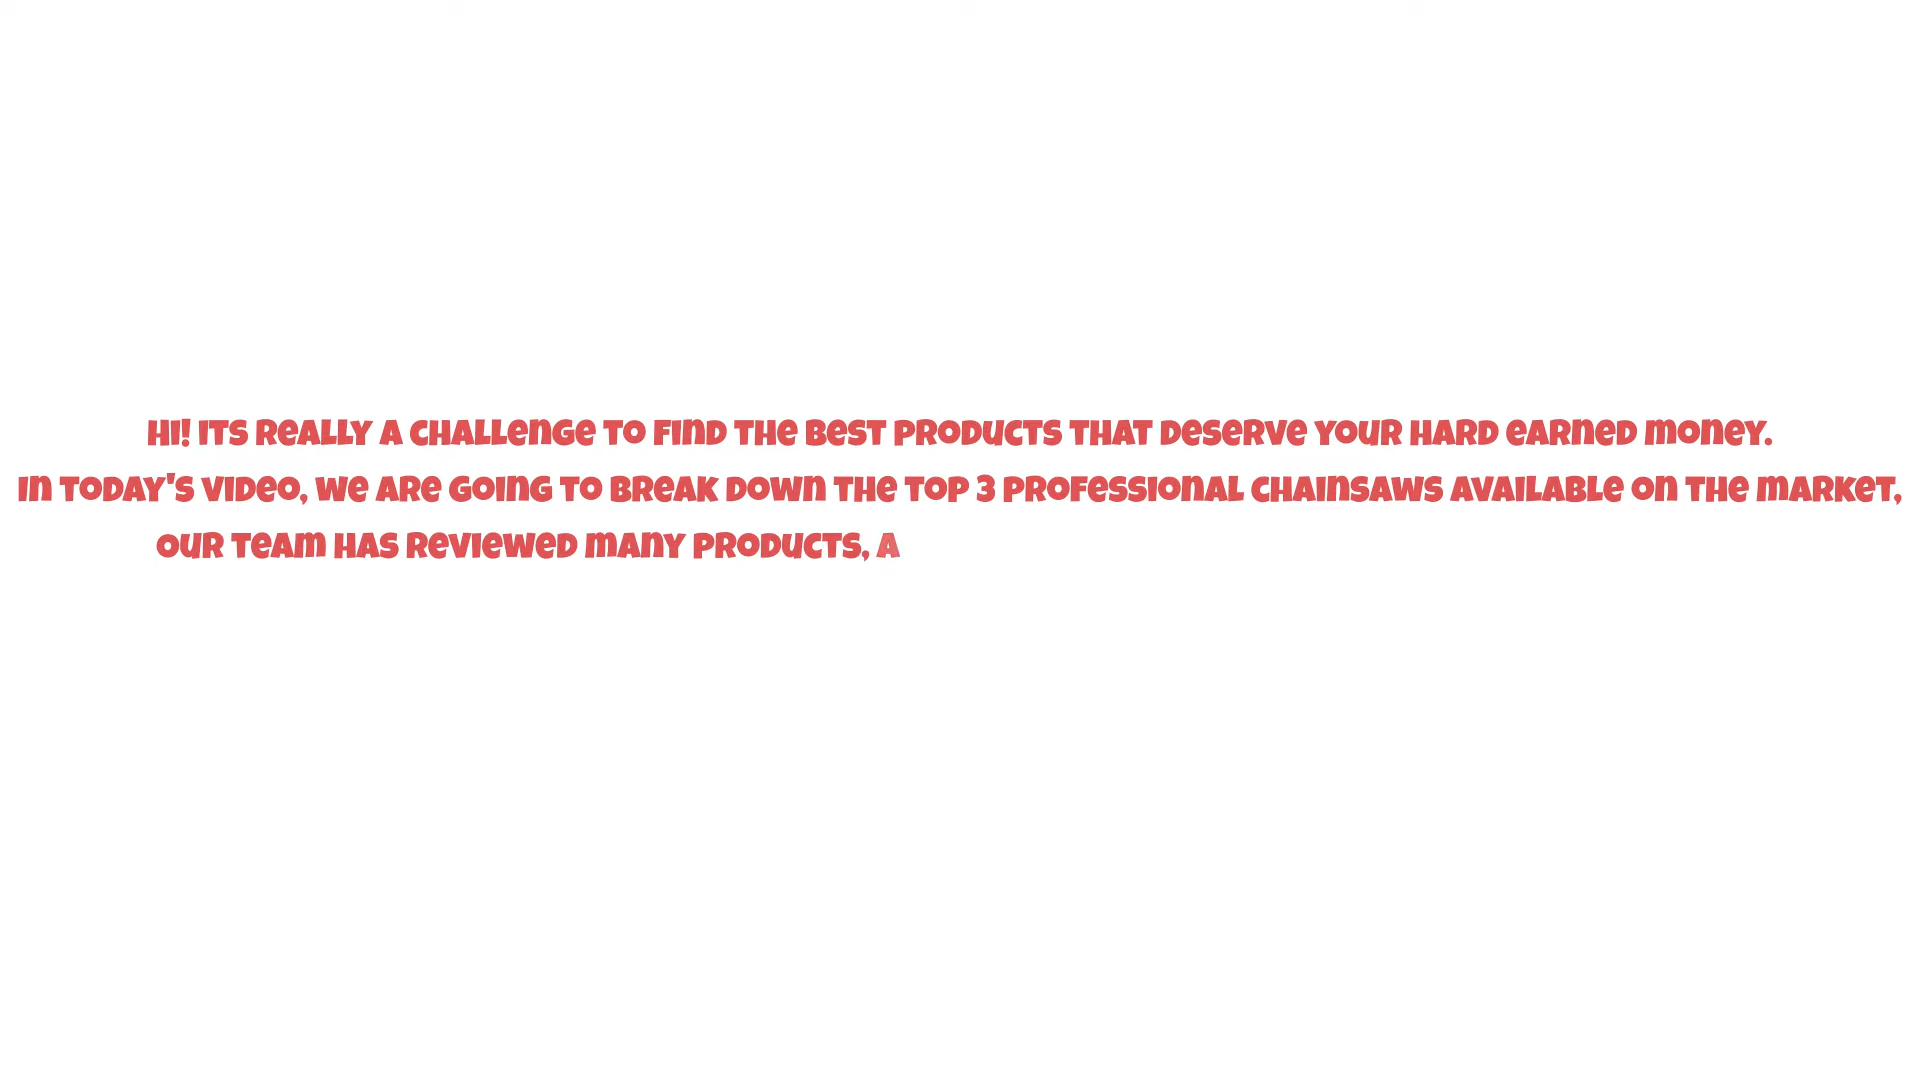 Hi! Its really a challenge to find the best products that deserve your hard earned money.
In today's video, we are going to break down the top 3 professional chainsaws available on the market,
our team has reviewed many products, a